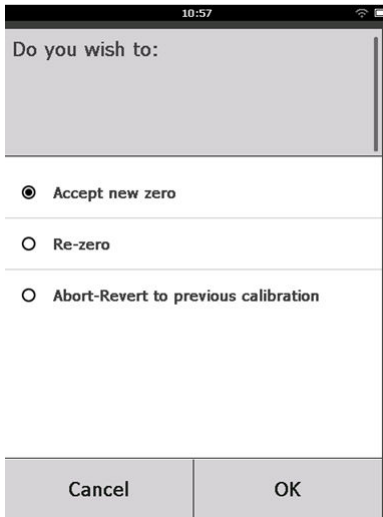 10:57
Do you wish to:
Accept new zero
Re-zero
Abort-Revert to previous calibration
Cancel OK